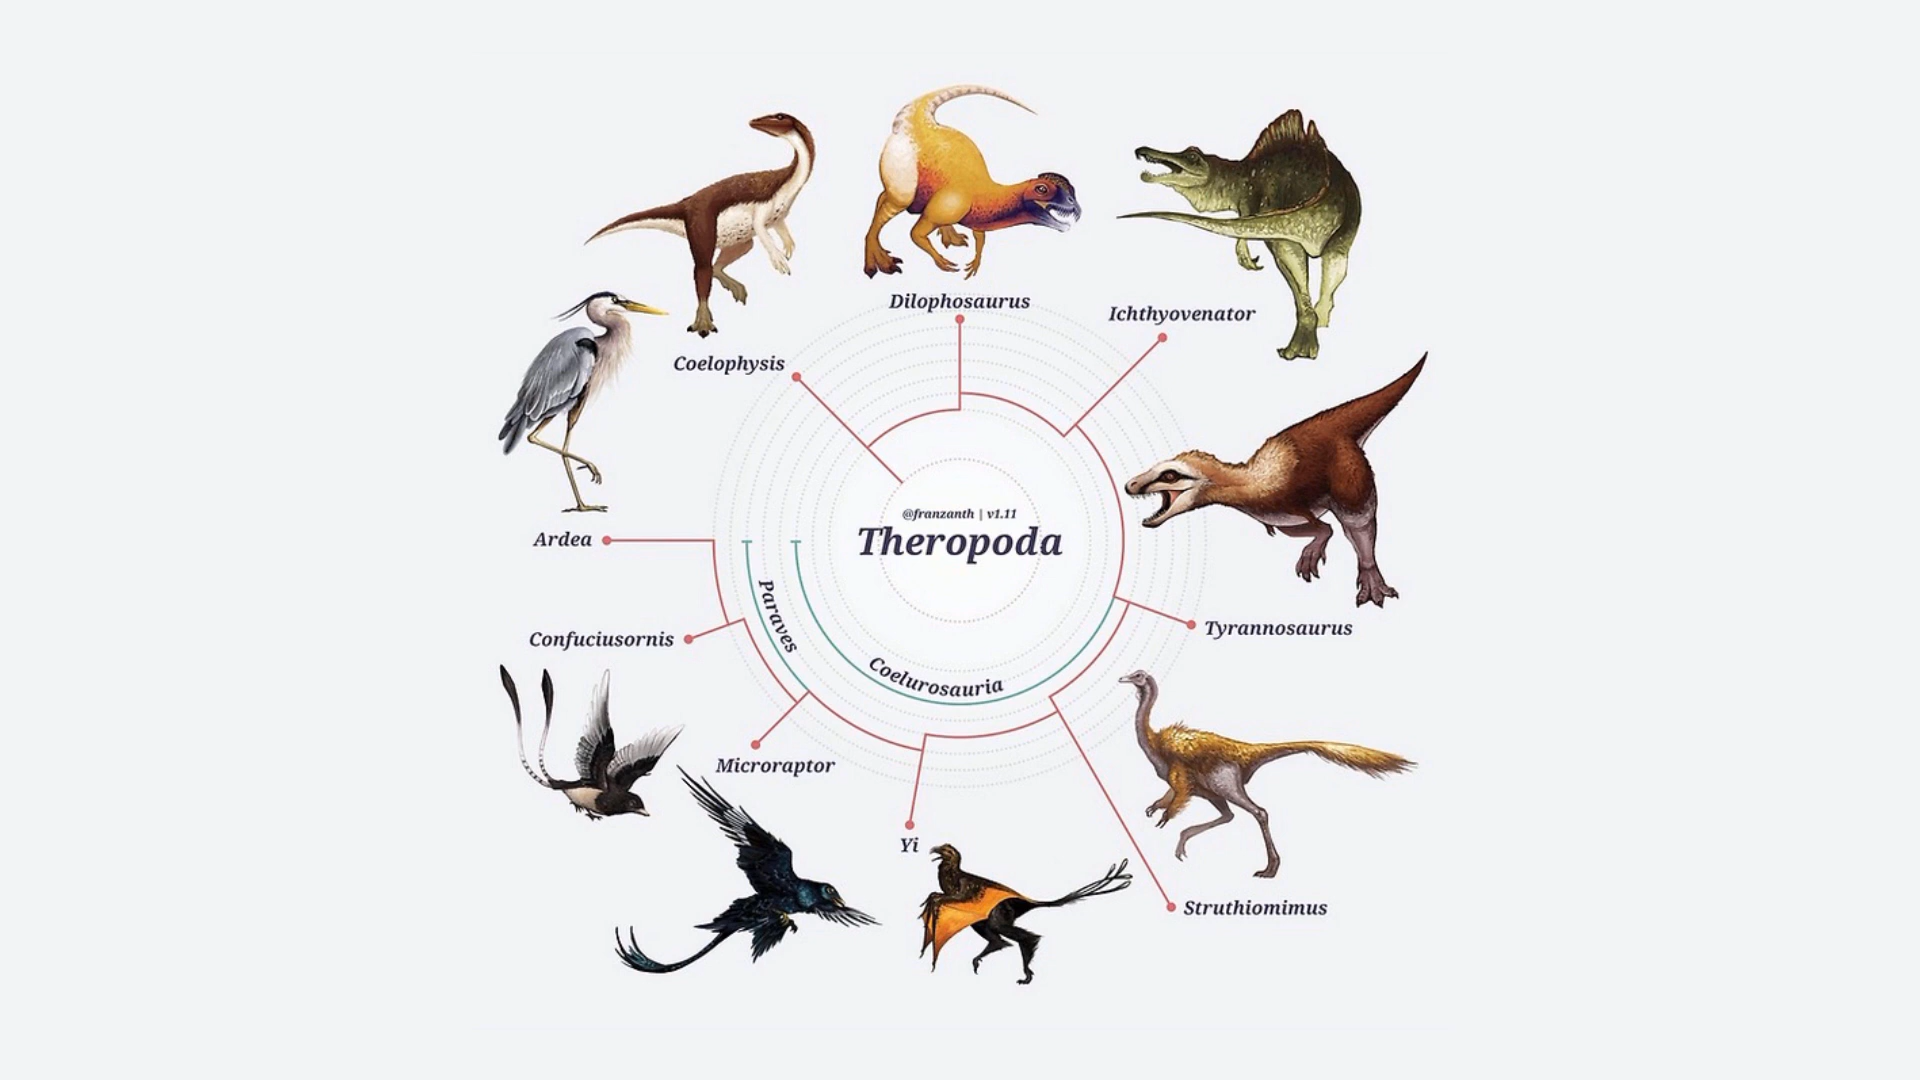 Dilophosaurus
Ichthyovenator
Coelophysis
@franzanth | v1.11
Theropoda
Ardea
Paraves
Tyrannosaurus
Confuciusornis
Coelurosauria
Microraptor
Yi
Struthiomimus